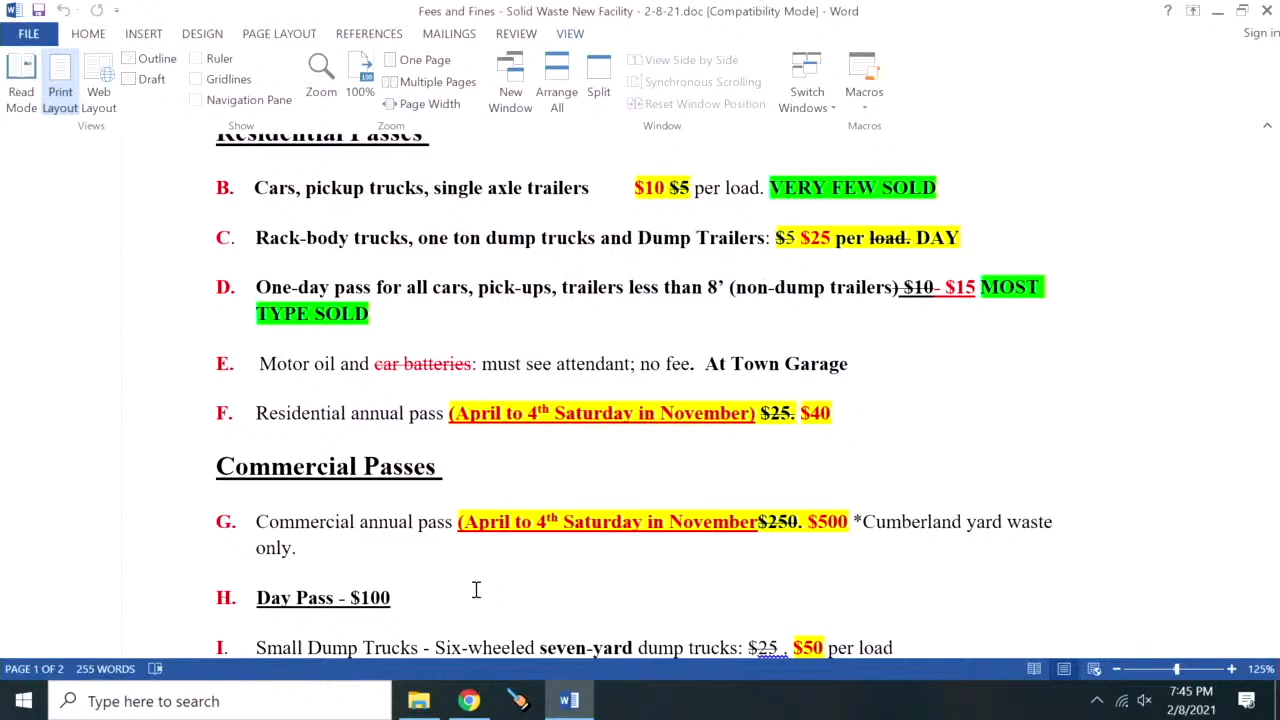 Fees and Fines - Solid Waste New Facility - 2-8-21.doc [Compatibility Mode] - Word
Sign in
FILE HOME INSERT DESIGN PAGE LAYOUT REFERENCES MAILINGS REVIEW VIEW
Read Mode
Print Layout
Web Layout
Outline
Draft
Views
Ruler
Gridlines
Navigation Pane
Show
Zoom
100%
One Page
Multiple Pages
Page Width
Zoom
New Window
Arrange All
Split
View Side by Side
Synchronous Scrolling
Reset Window Position
Window
Switch Windows
Macros
Macros
Residential Passes
B. Cars, pickup trucks, single axle trailers $10 $5 per load. VERY FEW SOLD
C. Rack-body trucks, one ton dump trucks and Dump Trailers: $5 $25 per load. DAY
D. One-day pass for all cars, pick-ups, trailers less than 8’ (non-dump trailers) $10- $15 MOST
TYPE SOLD
E. Motor oil and car batteries: must see attendant; no fee. At Town Garage
F. Residential annual pass (April to 4th Saturday in November) $25. $40
Commercial Passes
G. Commercial annual pass (April to 4th Saturday in November$250. $500 *Cumberland yard waste
only.
H. Day Pass - $100
I. Small Dump Trucks - Six-wheeled seven-yard dump trucks: $25 . $50 per load
PAGE 1 OF 2 255 WORDS
125%
Type here to search
7:45 PM
2/8/2021